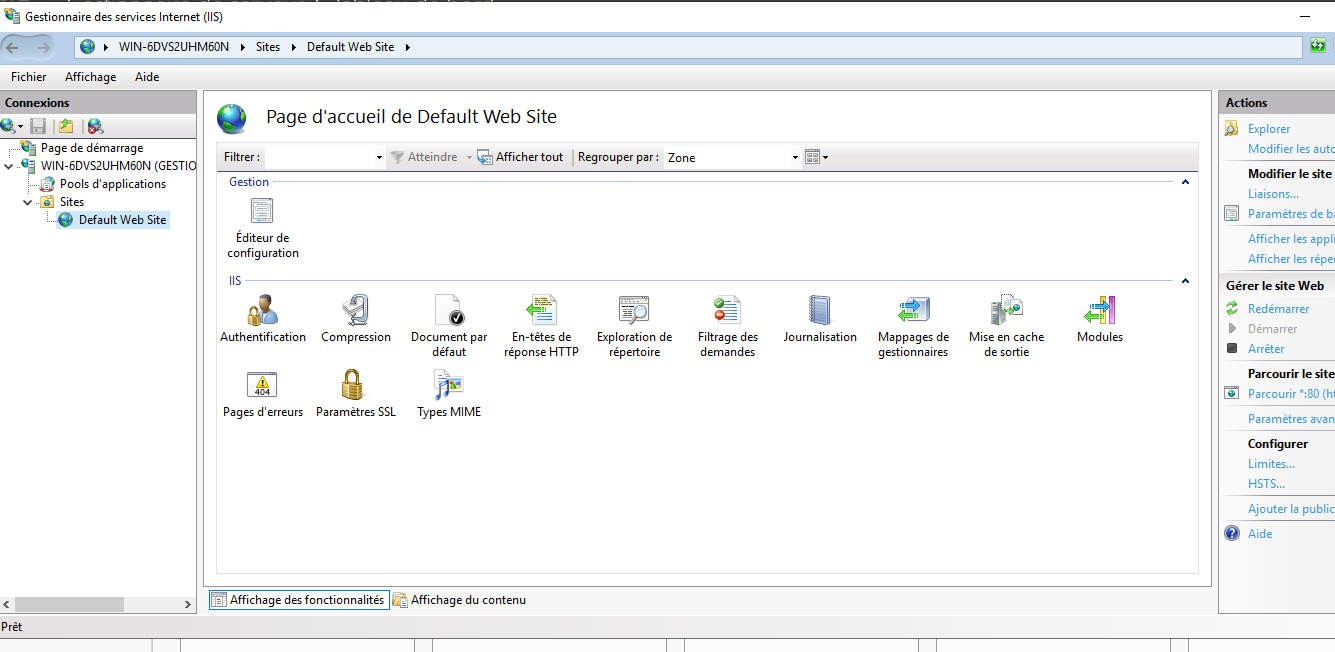 Gestionnaire des services Internet (IIS)
WIN-6DVS2UHM60N
Sites
Default Web Site
Fichier
Affichage
Aide
Connexions
Page de démarrage
WIN-6DVS2UHM60N (GESTIO
Pools d'applications
Sites
Default Web Site
Page d'accueil de Default Web Site
Filtrer :
Atteindre
Afficher tout
Regrouper par :
Zone
Gestion
Éditeur de
configuration
IIS
Authentification
Compression
Document par
défaut
En-têtes de
réponse HTTP
Exploration de
répertoire
Filtrage des
demandes
Journalisation
Mappages de
gestionnaires
Mise en cache
de sortie
Modules
404
Pages d'erreurs
Paramètres SSL
Types MIME
Affichage des fonctionnalités
Affichage du contenu
Actions
Explorer
Modifier les auto
Modifier le site
Liaisons...
Paramètres de ba
Afficher les appli
Afficher les réper
Gérer le site Web
Redémarrer
Démarrer
Arrêter
Parcourir le site
Parcourir *:80 (ht
Paramètres avan
Configurer
Limites...
HSTS...
Ajouter la public
Aide
Prêt